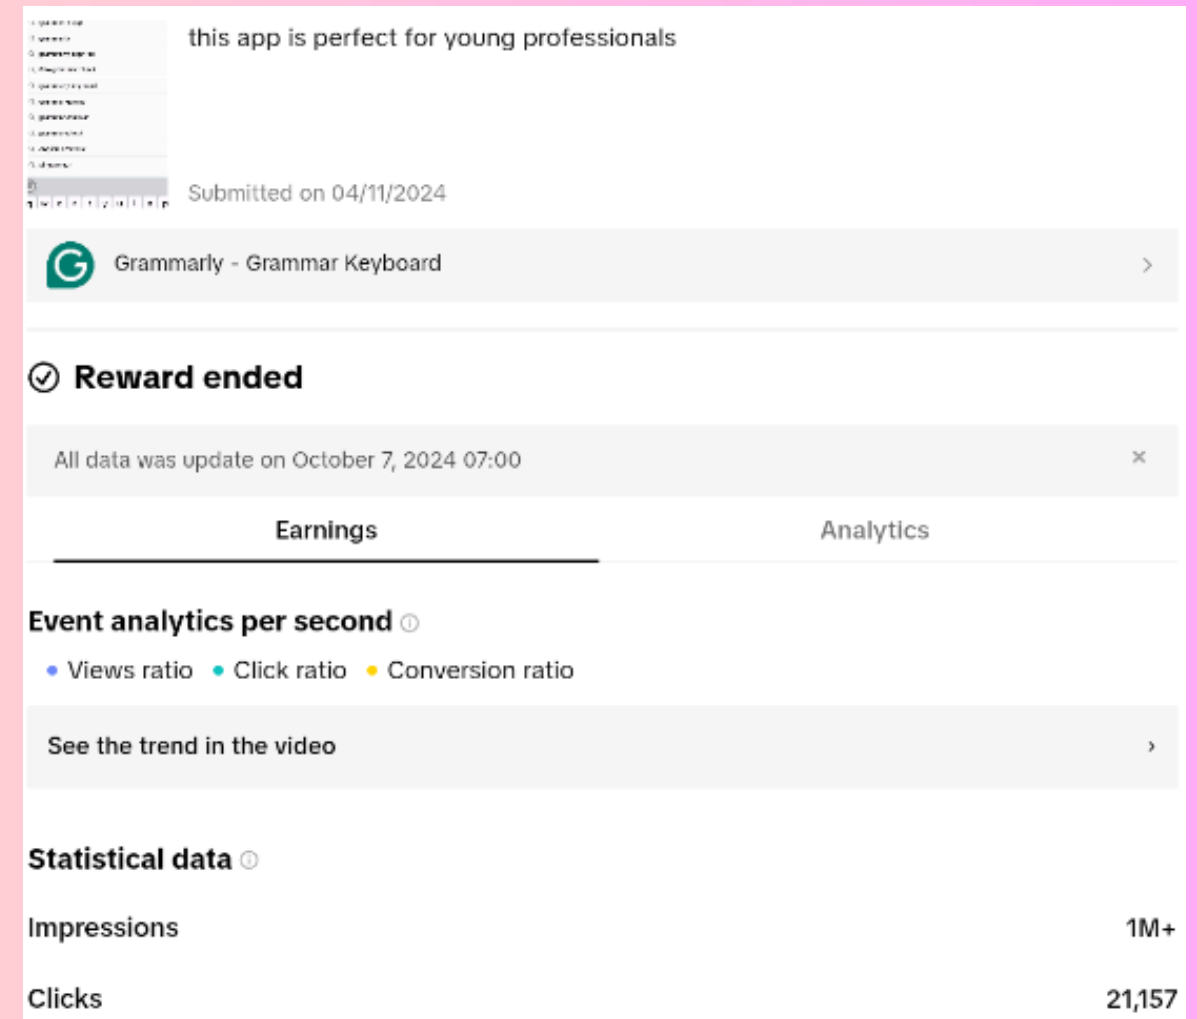 this app is perfect for young professionals
Submitted on 04/11/2024
Grammarly - Grammar Keyboard
Reward ended
All data was update on October 7, 2024 07:00
Earnings
Analytics
Event analytics per second
Views ratio
Click ratio
Conversion ratio
See the trend in the video
Statistical data
Impressions
1M+
Clicks
21,157